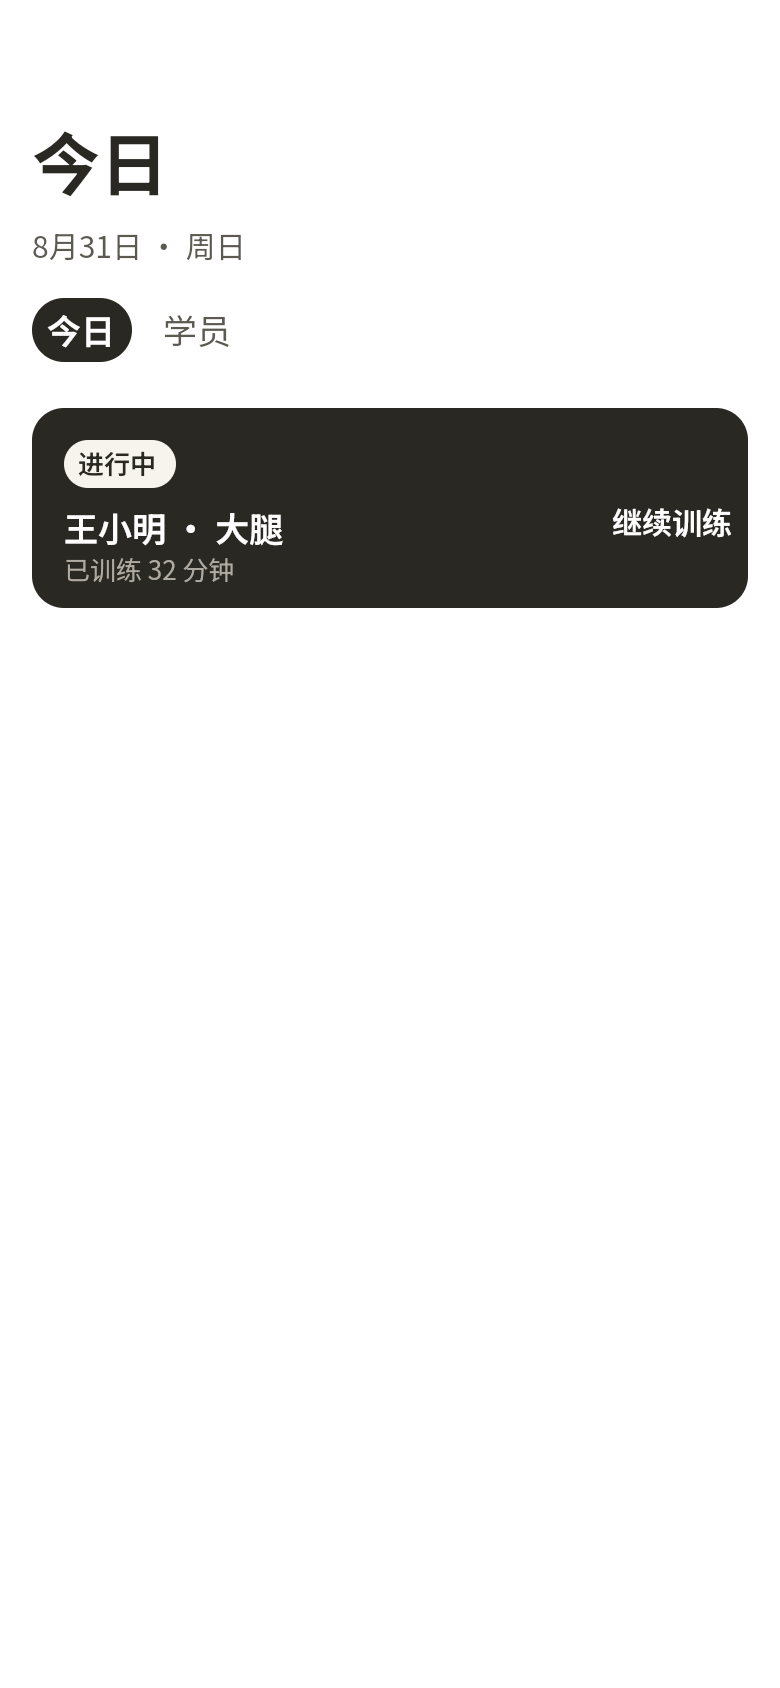 今日
8月31日 · 周日
今日 学员
进行中
王小明 · 大腿
继续训练
已训练 32 分钟